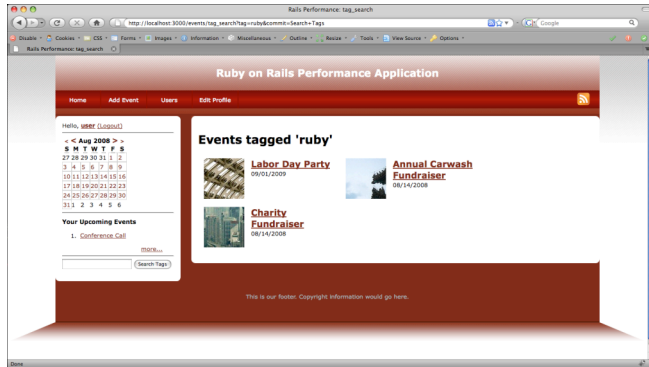 Rails Performance: tag_search
http://localhost:3000/events/tag_search?tag=ruby&commit=Search+Tags
Google
Disable Cookies CSS Forms Images Information Miscellaneous Outline Resize Tools View Source Options
Rails Performance: tag_search
Ruby on Rails Performance Application
Home Add Event Users Edit Profile
Hello, user (Logout)
< < Aug 2008 > >
S M T W T F S
27 28 29 30 31 1 2
3 4 5 6 7 8 9
10 11 12 13 14 15 16
17 18 19 20 21 22 23
24 25 26 27 28 29 30
31 1 2 3 4 5 6
Your Upcoming Events
1. Conference Call
more...
Search Tags
Events tagged 'ruby'
Labor Day Party
09/01/2009
Annual Carwash
Fundraiser
08/14/2008
Charity
Fundraiser
08/14/2008
This is our footer. Copyright information would go here.
Done